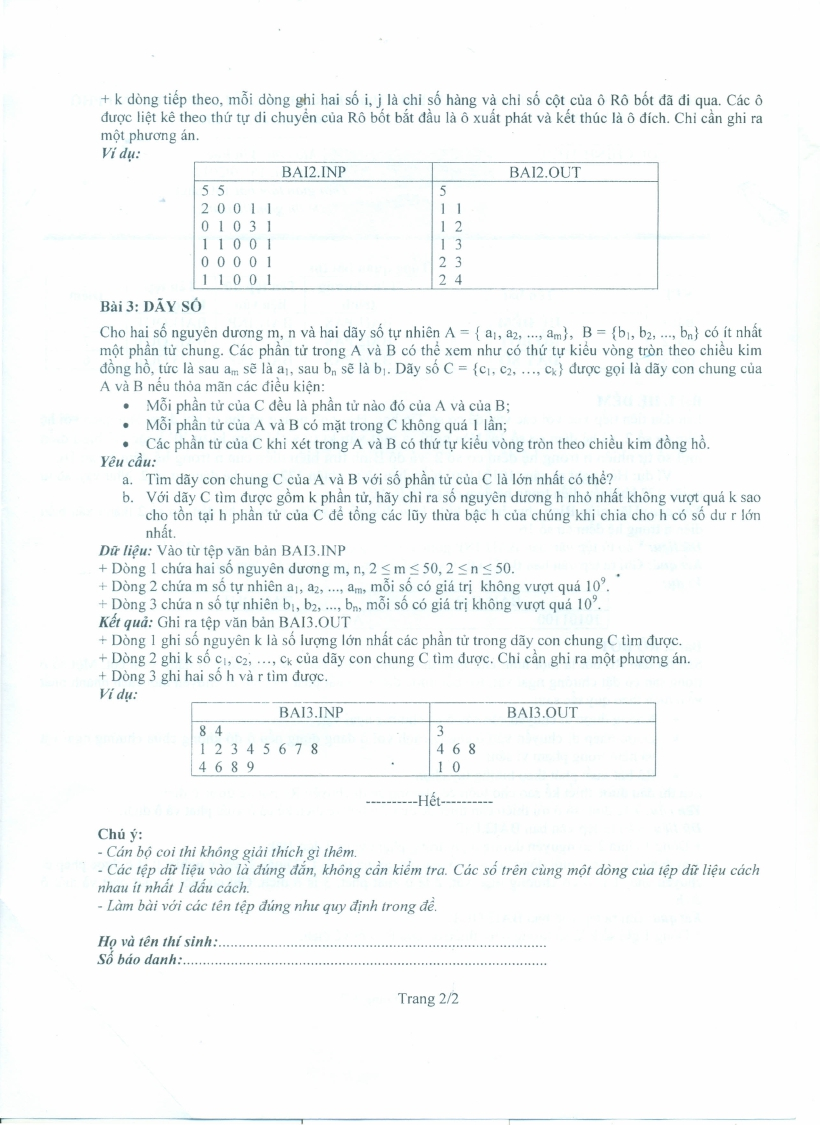 + k dòng tiếp theo, mỗi dòng ghi hai số i, j là chỉ số hàng và chỉ số cột của ô Rô bốt đã đi qua. Các ô
được liệt kê theo thứ tự di chuyển của Rô bốt bắt đầu là ô xuất phát và kết thúc là ô đích. Chỉ cần ghi ra
một phương án.
Ví dụ:
BAI2.INP BAI2.OUT
5 5 5
2 0 0 1 1 1 1
0 1 0 3 1 1 2
1 1 0 0 1 1 3
0 0 0 0 1 2 3
1 1 0 0 1 2 4
Bài 3: DÃY SỐ
Cho hai số nguyên dương m, n và hai dãy số tự nhiên A = { a₁, a₂, ..., aₘ}, B = {b₁, b₂, ..., bₙ} có ít nhất
một phần tử chung. Các phần tử trong A và B có thể xem như có thứ tự kiểu vòng tròn theo chiều kim
đồng hồ, tức là sau aₘ sẽ là a₁, sau bₙ sẽ là b₁. Dãy số C = {c₁, c₂, …, cₖ} được gọi là dãy con chung của
A và B nếu thỏa mãn các điều kiện:
• Mỗi phần tử của C đều là phần tử nào đó của A và của B;
• Mỗi phần tử của A và B có mặt trong C không quá 1 lần;
• Các phần tử của C khi xét trong A và B có thứ tự kiểu vòng tròn theo chiều kim đồng hồ.
Yêu cầu:
a. Tìm dãy con chung C của A và B với số phần tử của C là lớn nhất có thể?
b. Với dãy C tìm được gồm k phần tử, hãy chỉ ra số nguyên dương h nhỏ nhất không vượt quá k sao
cho tồn tại h phần tử của C để tổng các lũy thừa bậc h của chúng khi chia cho h có số dư r lớn
nhất.
Dữ liệu: Vào từ tệp văn bản BAI3.INP
+ Dòng 1 chứa hai số nguyên dương m, n, 2 ≤ m ≤ 50, 2 ≤ n ≤ 50.
+ Dòng 2 chứa m số tự nhiên a₁, a₂, ..., aₘ, mỗi số có giá trị không vượt quá 10⁹.
+ Dòng 3 chứa n số tự nhiên b₁, b₂, ..., bₙ, mỗi số có giá trị không vượt quá 10⁹.
Kết quả: Ghi ra tệp văn bản BAI3.OUT
+ Dòng 1 ghi số nguyên k là số lượng lớn nhất các phần tử trong dãy con chung C tìm được.
+ Dòng 2 ghi k số c₁, c₂, …, cₖ của dãy con chung C tìm được. Chỉ cần ghi ra một phương án.
+ Dòng 3 ghi hai số h và r tìm được.
Ví dụ:
BAI3.INP BAI3.OUT
8 4 3
1 2 3 4 5 6 7 8 4 6 8
4 6 8 9 1 0
----------Hết----------
Chú ý:
- Cán bộ coi thi không giải thích gì thêm.
- Các tệp dữ liệu vào là đúng đắn, không cần kiểm tra. Các số trên cùng một dòng của tệp dữ liệu cách
nhau ít nhất 1 dấu cách.
- Làm bài với các tên tệp đúng như quy định trong đề.
Họ và tên thí sinh:.................................................................................
Số báo danh:..........................................................................................
Trang 2/2